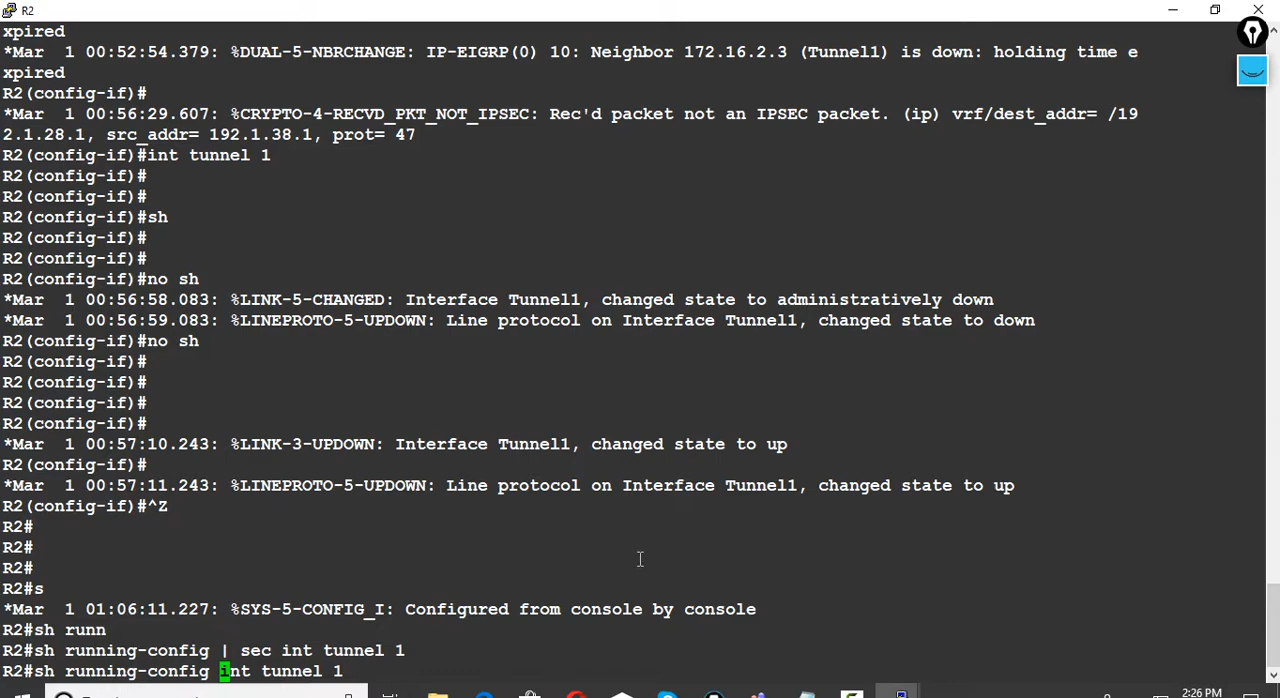 R2
xpired
*Mar  1 00:52:54.379: %DUAL-5-NBRCHANGE: IP-EIGRP(0) 10: Neighbor 172.16.2.3 (Tunnel1) is down: holding time e
xpired
R2(config-if)#
*Mar  1 00:56:29.607: %CRYPTO-4-RECVD_PKT_NOT_IPSEC: Rec'd packet not an IPSEC packet. (ip) vrf/dest_addr= /19
2.1.28.1, src_addr= 192.1.38.1, prot= 47
R2(config-if)#int tunnel 1
R2(config-if)#
R2(config-if)#
R2(config-if)#sh
R2(config-if)#
R2(config-if)#
R2(config-if)#no sh
*Mar  1 00:56:58.083: %LINK-5-CHANGED: Interface Tunnel1, changed state to administratively down
*Mar  1 00:56:59.083: %LINEPROTO-5-UPDOWN: Line protocol on Interface Tunnel1, changed state to down
R2(config-if)#no sh
R2(config-if)#
R2(config-if)#
R2(config-if)#
R2(config-if)#
*Mar  1 00:57:10.243: %LINK-3-UPDOWN: Interface Tunnel1, changed state to up
R2(config-if)#
*Mar  1 00:57:11.243: %LINEPROTO-5-UPDOWN: Line protocol on Interface Tunnel1, changed state to up
R2(config-if)#^Z
R2#
R2#
R2#
R2#s
*Mar  1 01:06:11.227: %SYS-5-CONFIG_I: Configured from console by console
R2#sh runn
R2#sh running-config | sec int tunnel 1
R2#sh running-config int tunnel 1
2:26 PM